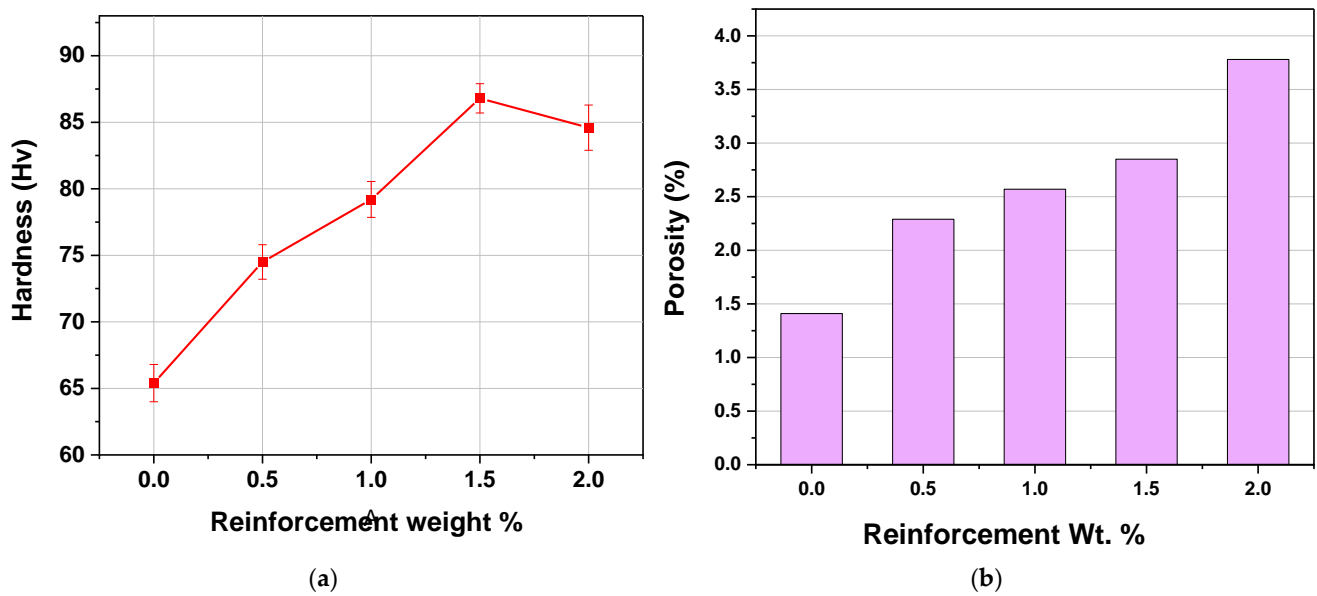 90
85
80
75
70
65
60
Hardness (Hv)
0.0 0.5 1.0 1.5 2.0
Reinforcement weight %
^
(a)
4.0
3.5
3.0
2.5
2.0
1.5
1.0
0.5
0.0
Porosity (%)
0.0 0.5 1.0 1.5 2.0
Reinforcement Wt. %
(b)